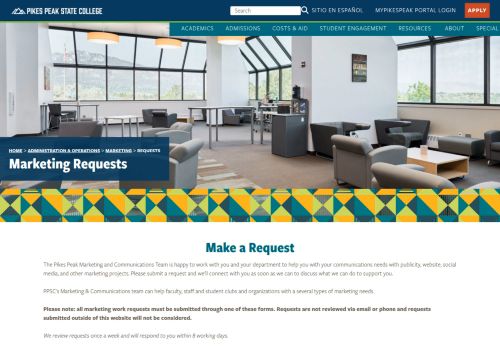 PIKES PEAK STATE COLLEGE
Search
SITIO EN ESPAÑOL
MYPIKESPEAK PORTAL LOGIN
APPLY
ACADEMICS
ADMISSIONS
COSTS & AID
STUDENT ENGAGEMENT
RESOURCES
ABOUT
SPECIAL
HOME > ADMINISTRATION & OPERATIONS > MARKETING > REQUESTS
Marketing Requests
Make a Request
The Pikes Peak Marketing and Communications Team is happy to work with you and your department to help you with your communications needs with publicity, website, social
media, and other marketing projects. Please submit a request and we'll connect with you as soon as we can to discuss what we can do to support you.
PPSC's Marketing & Communications team can help faculty, staff and student clubs and organizations with a several types of marketing needs.
Please note: all marketing work requests must be submitted through one of these forms. Requests are not reviewed via email or phone and requests
submitted outside of this website will not be considered.
We review requests once a week and will respond to you within 8 working days.